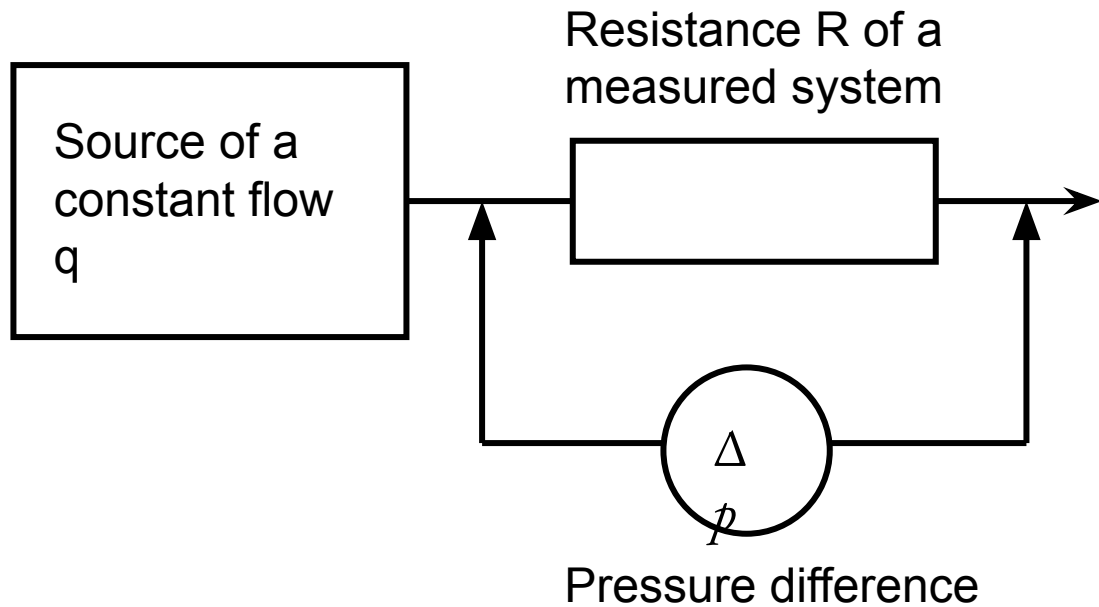 Resistance R of a
measured system
Source of a
constant flow
q
Δ
p
Pressure difference